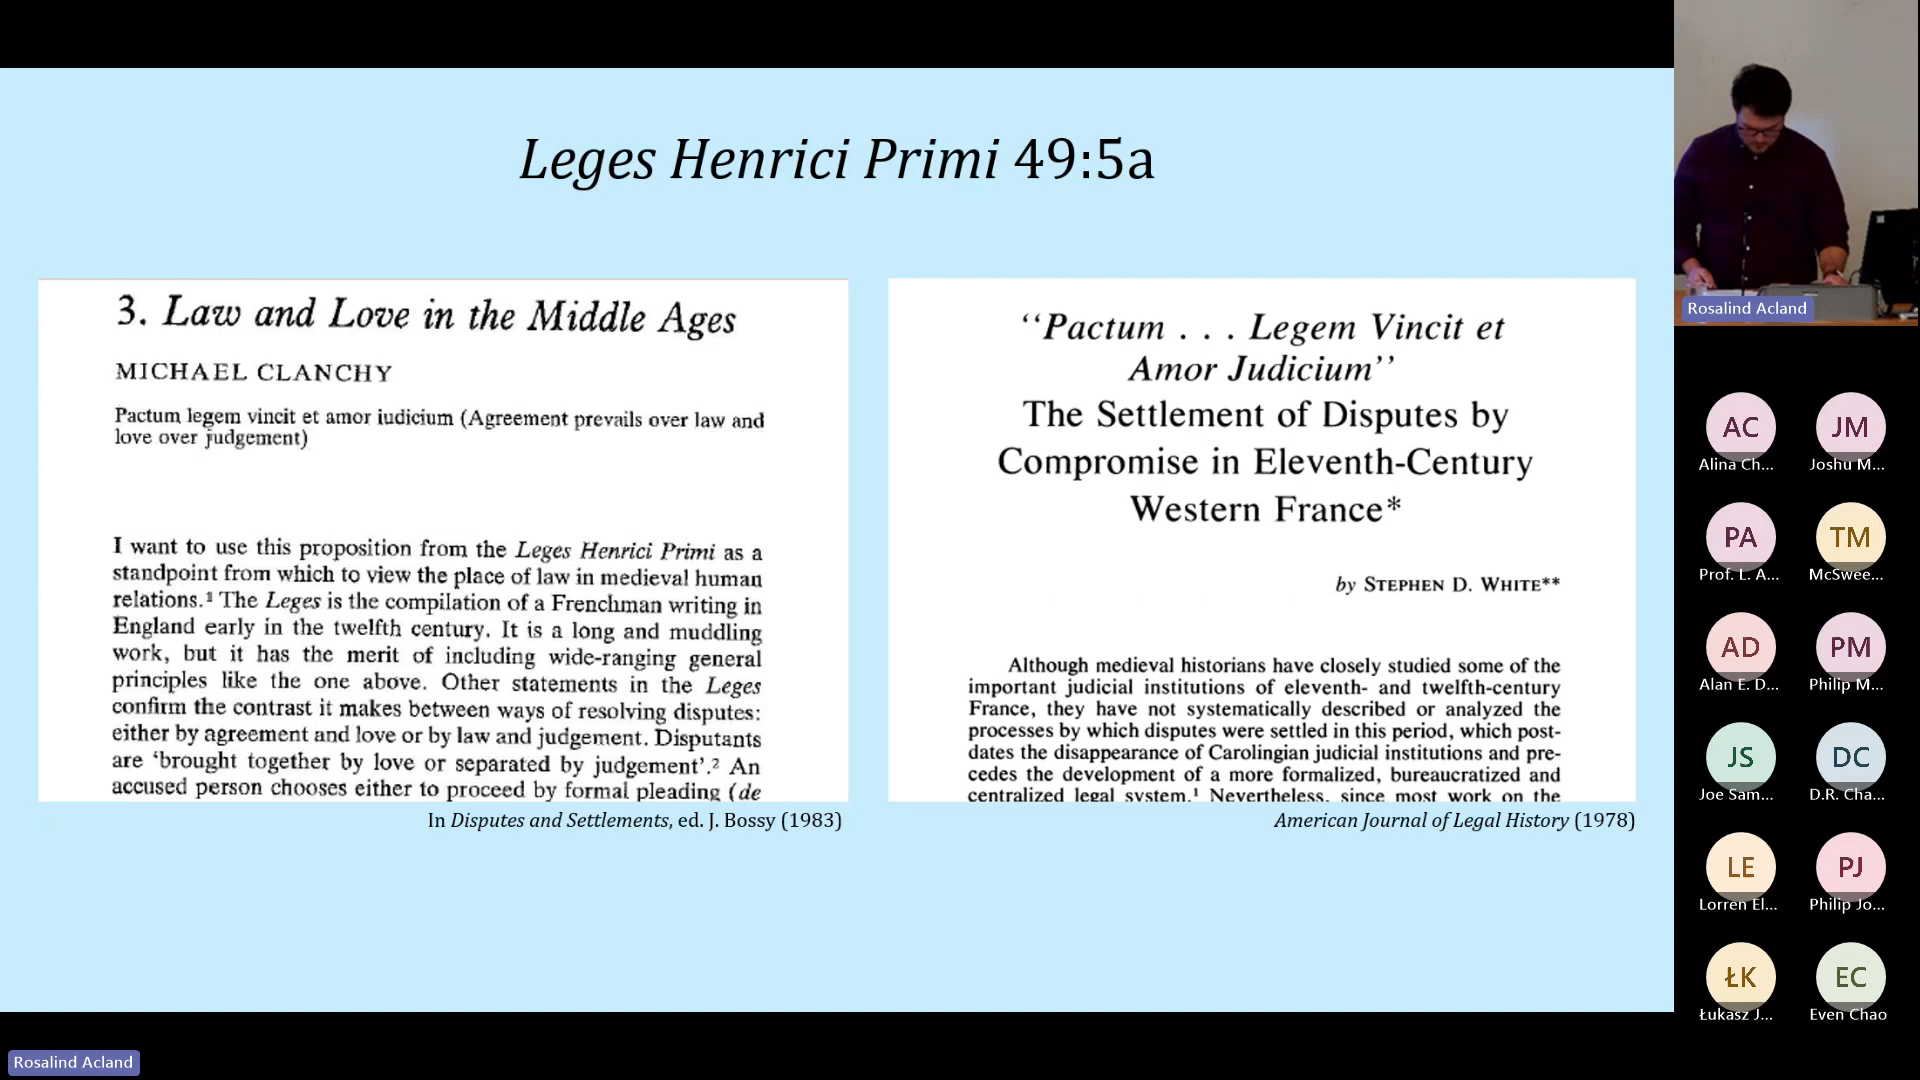 Leges Henrici Primi 49:5a
3. Law and Love in the Middle Ages
MICHAEL CLANCHY
Pactum legem vincit et amor iudicium (Agreement prevails over law and
love over judgement)
I want to use this proposition from the Leges Henrici Primi as a
standpoint from which to view the place of law in medieval human
relations.¹ The Leges is the compilation of a Frenchman writing in
England early in the twelfth century. It is a long and muddling
work, but it has the merit of including wide-ranging general
principles like the one above. Other statements in the Leges
confirm the contrast it makes between ways of resolving disputes:
either by agreement and love or by law and judgement. Disputants
are ‘brought together by love or separated by judgement’.² An
accused person chooses either to proceed by formal pleading (de
In Disputes and Settlements, ed. J. Bossy (1983)
‘‘Pactum . . . Legem Vincit et
Amor Judicium’’
The Settlement of Disputes by
Compromise in Eleventh-Century
Western France*
by STEPHEN D. WHITE**
Although medieval historians have closely studied some of the
important judicial institutions of eleventh- and twelfth-century
France, they have not systematically described or analyzed the
processes by which disputes were settled in this period, which post-
dates the disappearance of Carolingian judicial institutions and pre-
cedes the development of a more formalized, bureaucratized and
centralized legal system.¹ Nevertheless, since most work on the
American Journal of Legal History (1978)
Rosalind Acland
AC
Alina Ch...
JM
Joshu M...
PA
Prof. L. A...
TM
McSwee...
AD
Alan E. D...
PM
Philip M...
JS
Joe Sam...
DC
D.R. Cha...
LE
Lorren El...
PJ
Philip Jo...
ŁK
Łukasz J...
EC
Even Chao
Rosalind Acland